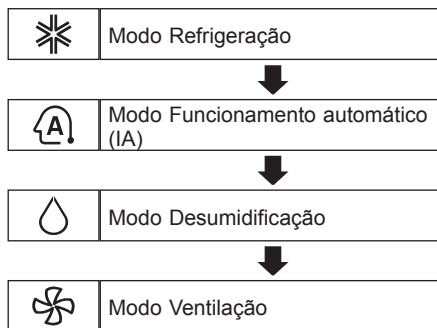 Modo Refrigeração
A
Modo Funcionamento automático
(IA)
Modo Desumidificação
Modo Ventilação